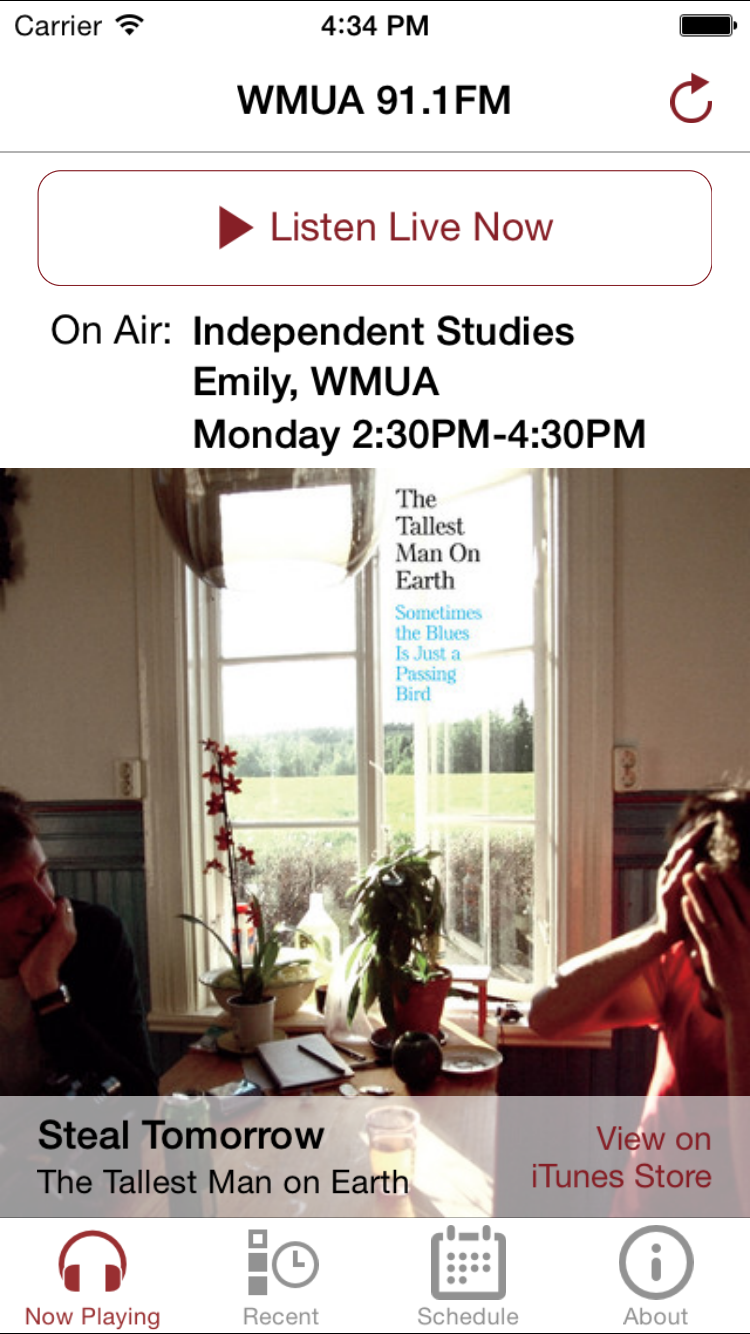 Carrier 4:34 PM
WMUA 91.1FM
Listen Live Now
On Air: Independent Studies
Emily, WMUA
Monday 2:30PM-4:30PM
The
Tallest
Man On
Earth
Sometimes
the Blues
Is Just a
Passing
Bird
Steal Tomorrow
The Tallest Man on Earth
View on
iTunes Store
Now Playing Recent Schedule About